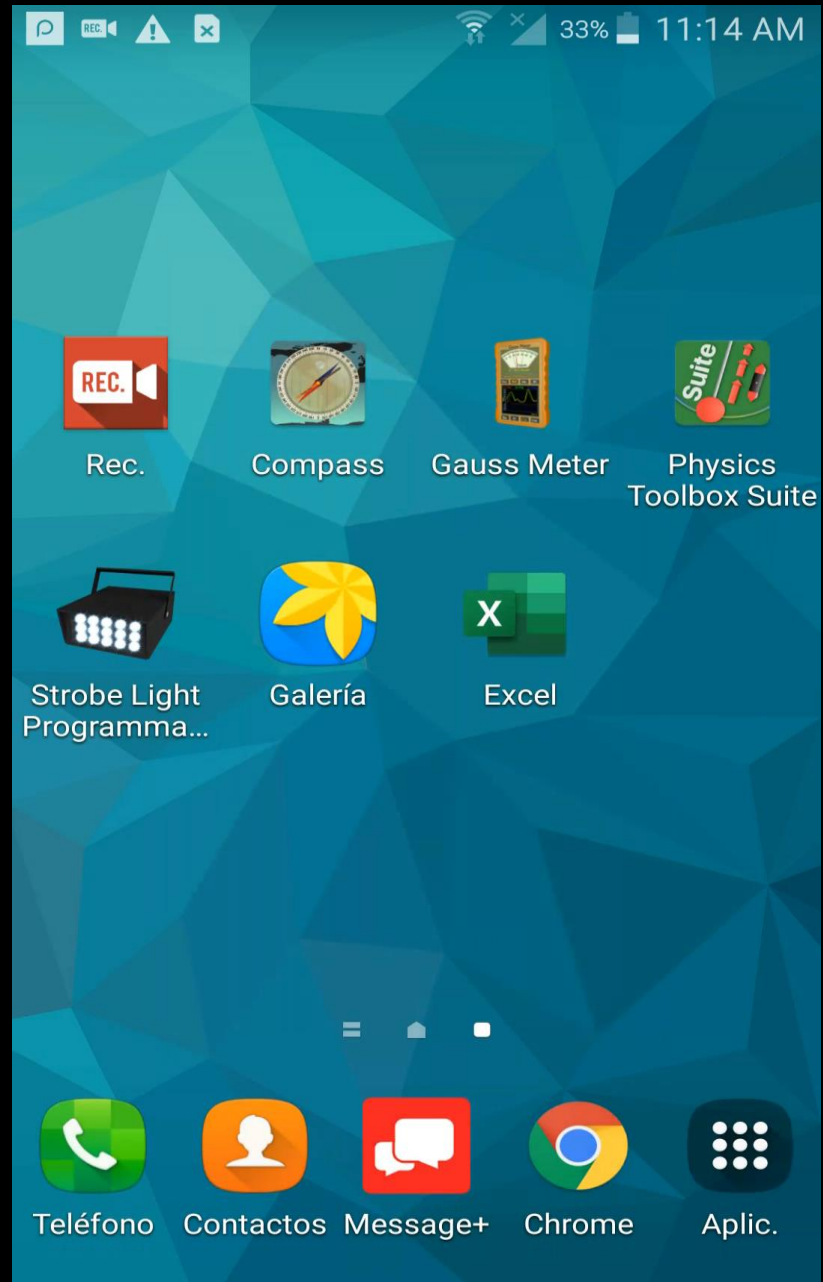 REC. 33% 11:14 AM
REC. Suite
Rec. Compass Gauss Meter Physics
Toolbox Suite
X
Strobe Light Galería Excel
Programma...
Teléfono Contactos Message+ Chrome Aplic.